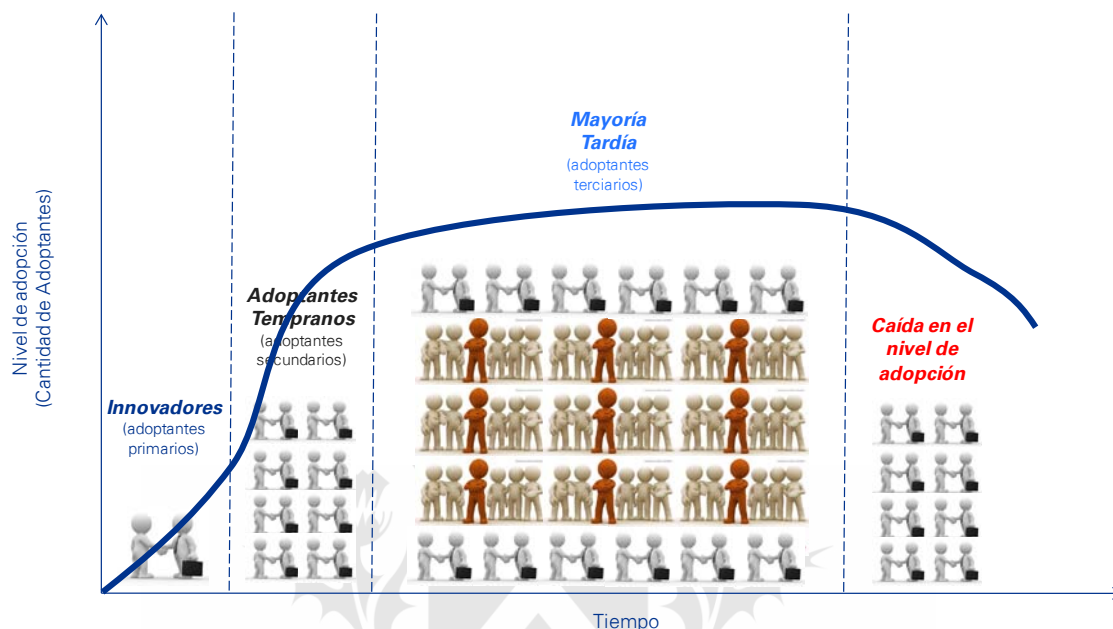 Nivel de adopción
(Cantidad de Adoptantes)
Innovadores
(adoptantes
primarios)
Adoptantes
Tempranos
(adoptantes
secundarios)
Mayoría
Tardía
(adoptantes
terciarios)
Caída en el
nivel de
adopción
Tiempo